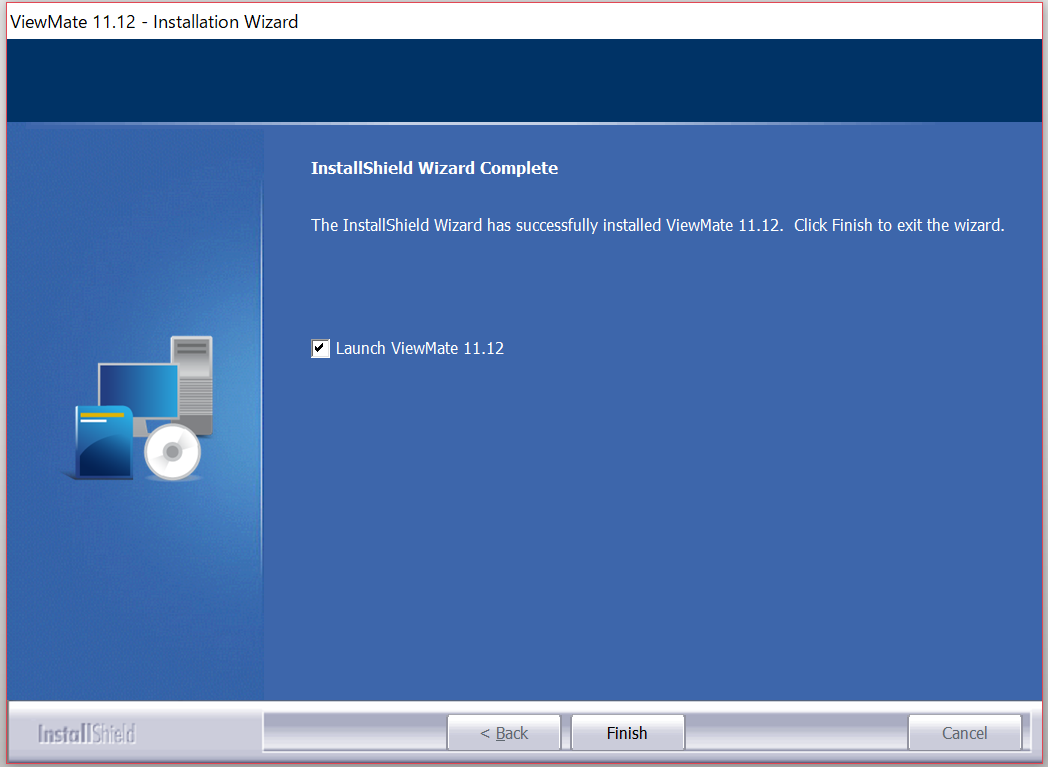 ViewMate 11.12 - Installation Wizard
InstallShield Wizard Complete
The InstallShield Wizard has successfully installed ViewMate 11.12. Click Finish to exit the wizard.
Launch ViewMate 11.12
InstallShield
< Back
Finish
Cancel